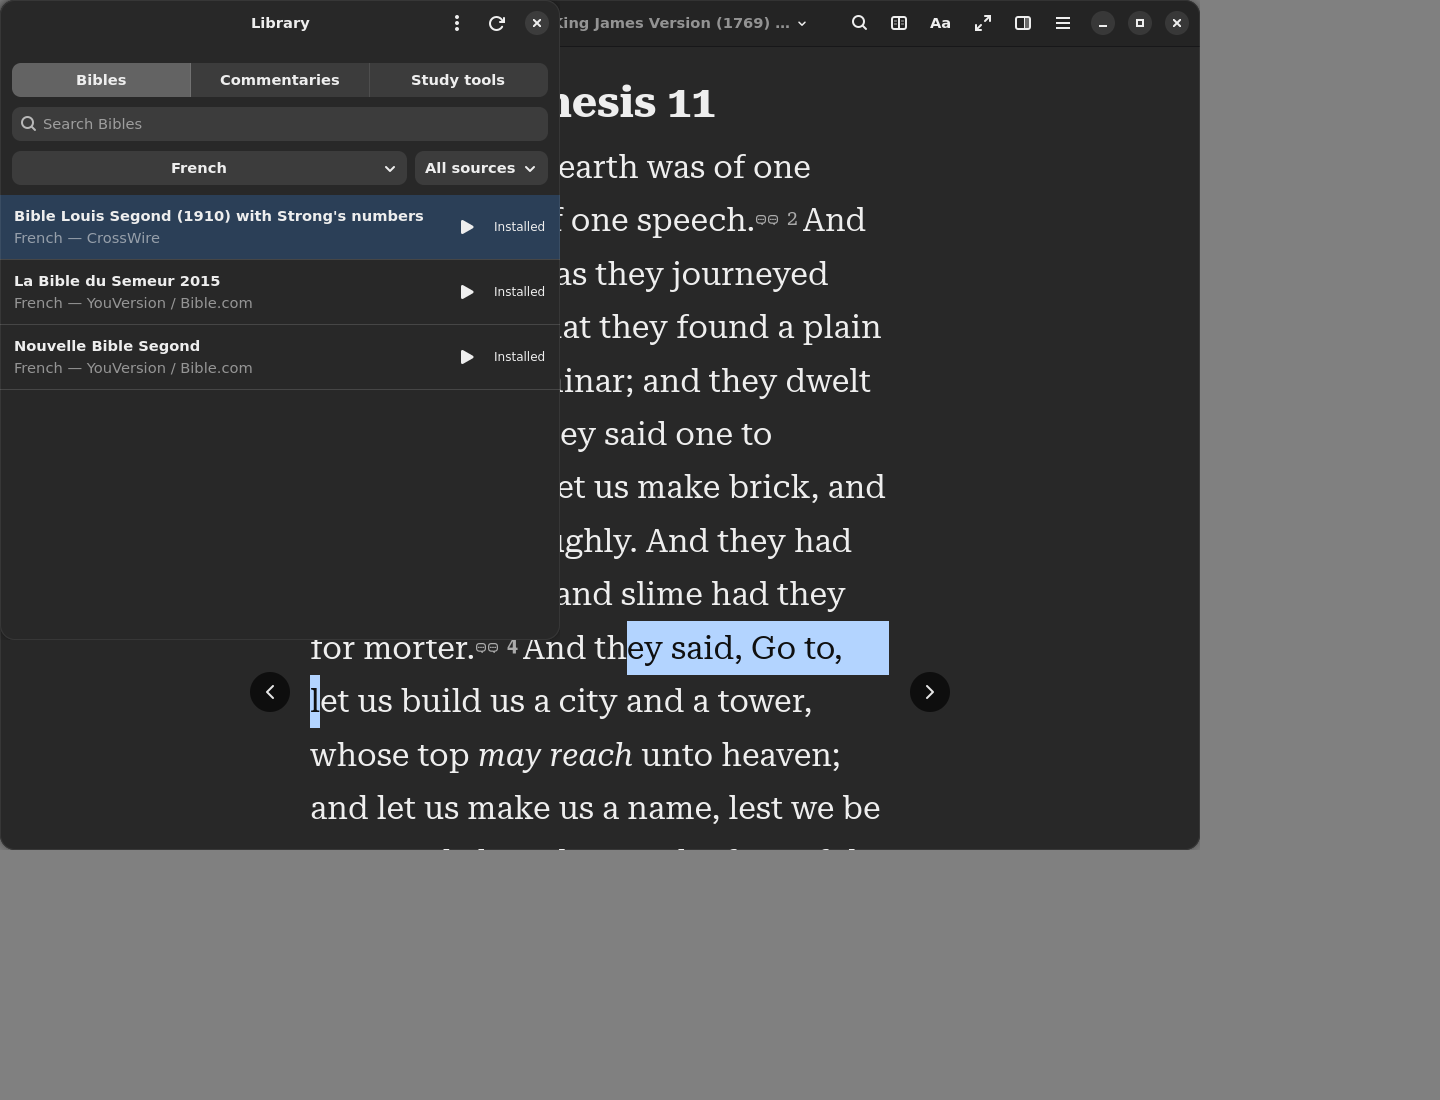 Library
King James Version (1769) ...
Aa
Bibles
Commentaries
Study tools
Search Bibles
French
All sources
Bible Louis Segond (1910) with Strong's numbers
French — CrossWire
Installed
La Bible du Semeur 2015
French — YouVersion / Bible.com
Installed
Nouvelle Bible Segond
French — YouVersion / Bible.com
Installed
nesis 11
earth was of one
f one speech. 2 And
as they journeyed
at they found a plain
inar; and they dwelt
ey said one to
et us make brick, and
ughly. And they had
and slime had they
for morter. 4 And they said, Go to,
let us build us a city and a tower,
whose top may reach unto heaven;
and let us make us a name, lest we be